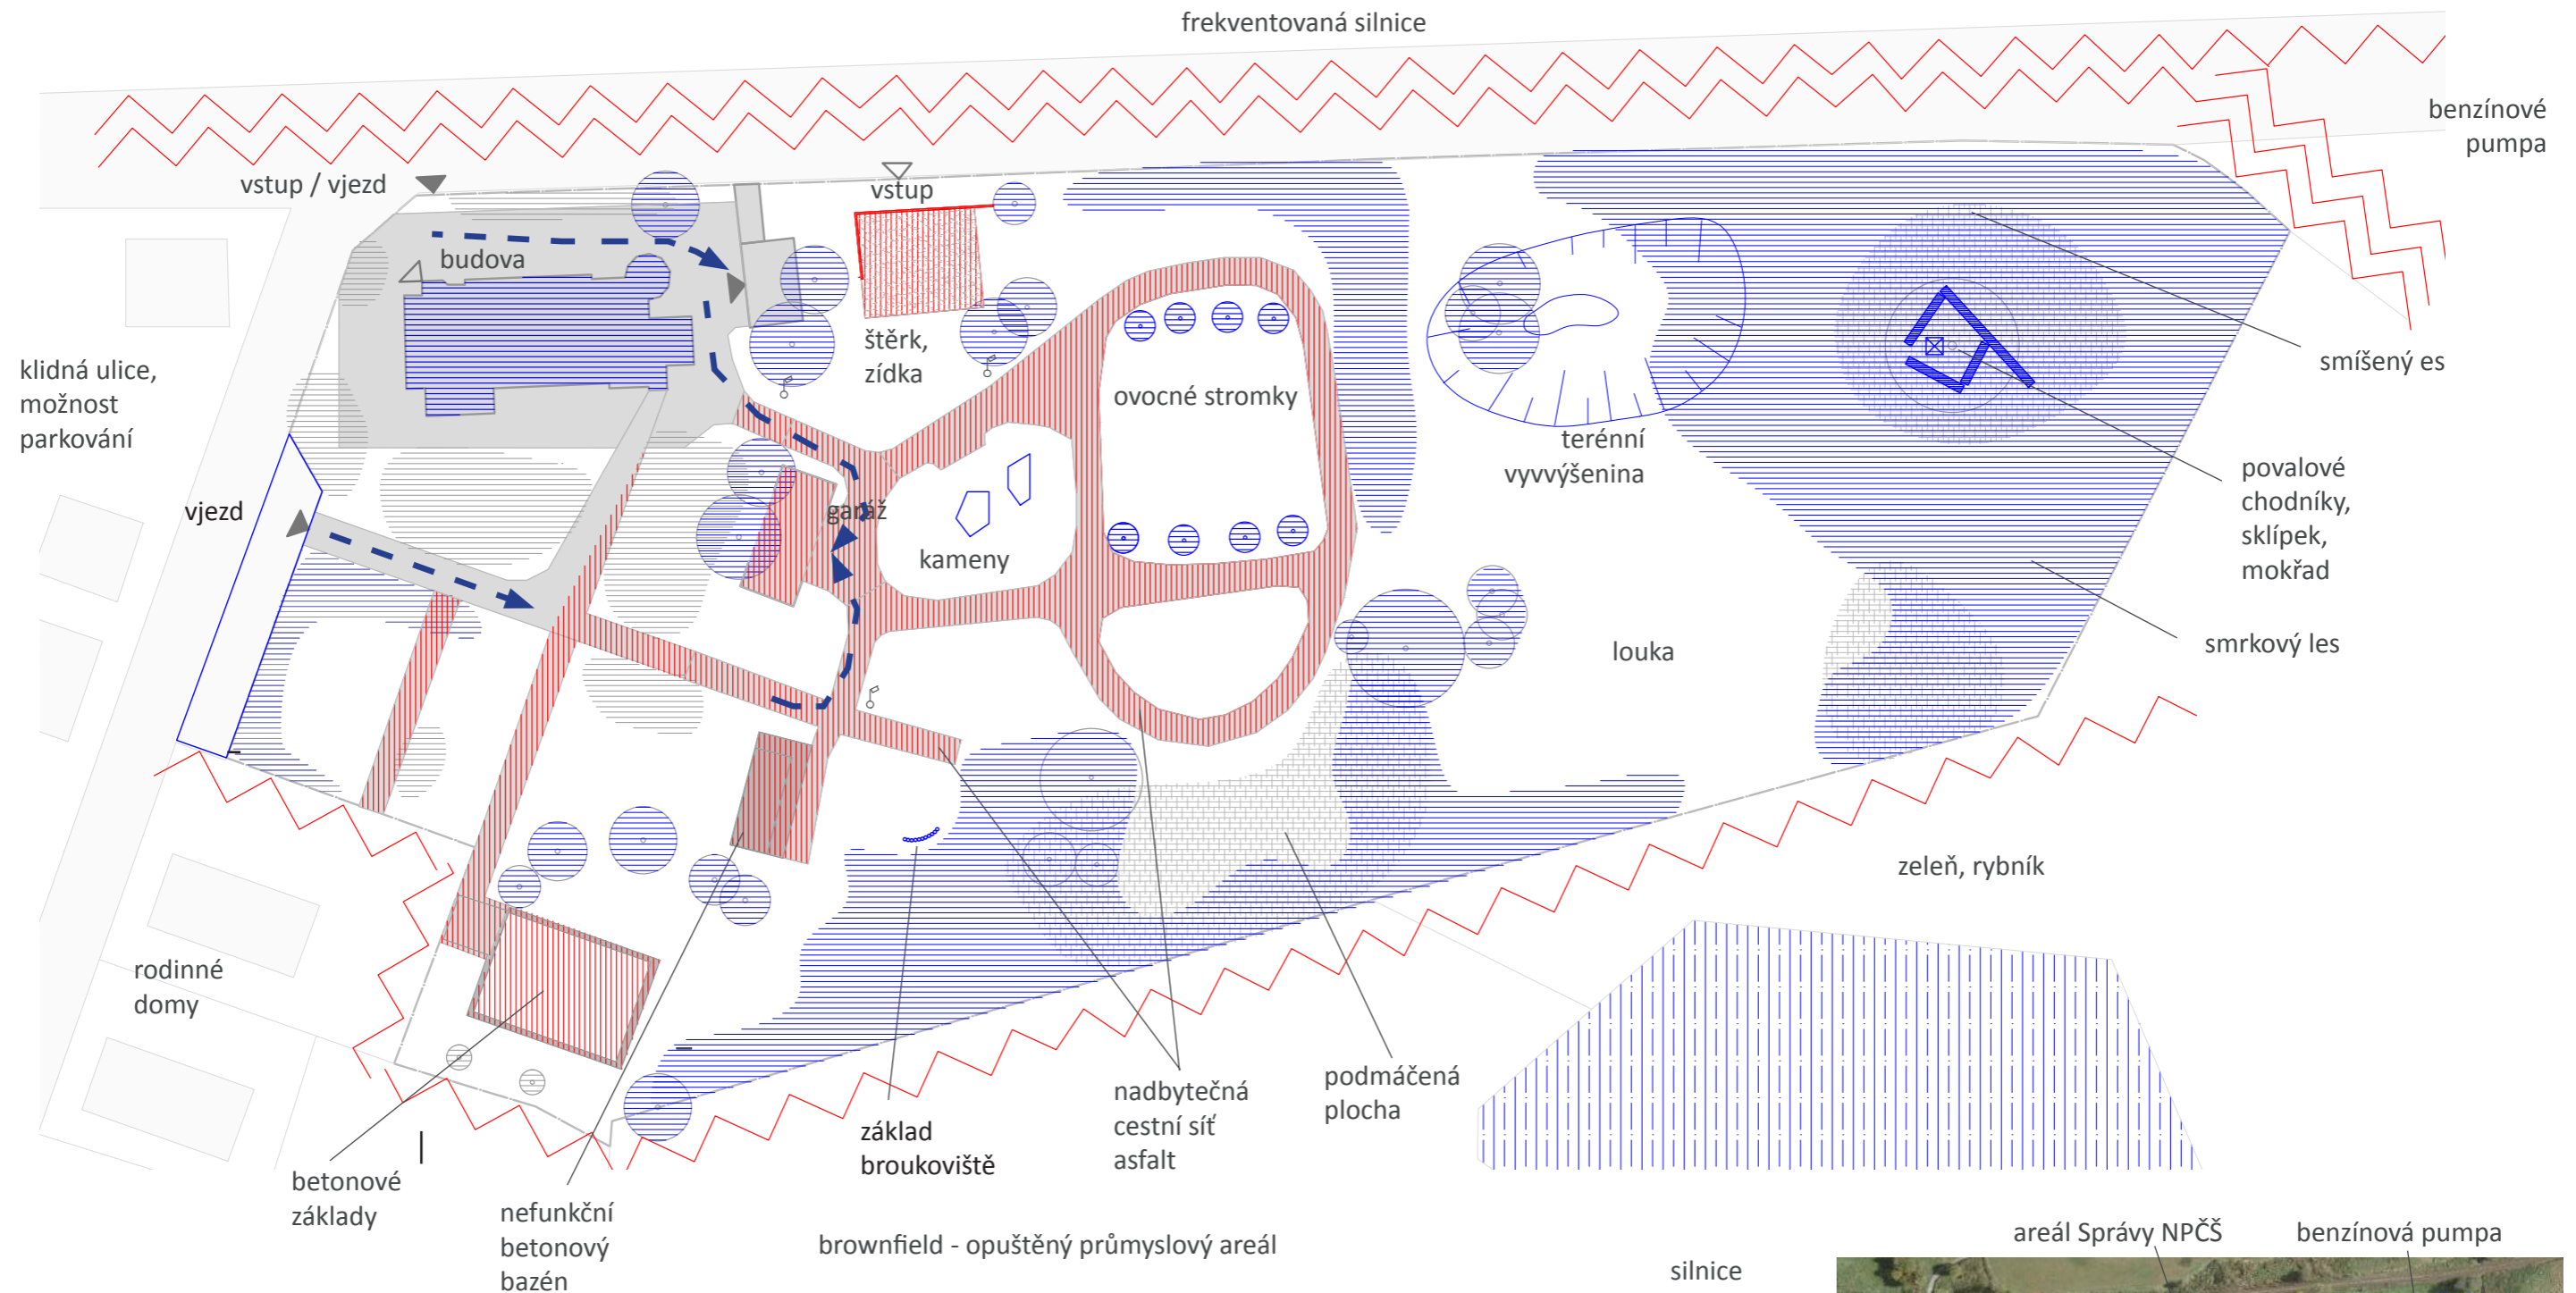 frekventovaná silnice
benzínové
pumpa
vstup / vjezd
vstup
budova
štěrk,
zídka
klidná ulice,
možnost
parkování
ovocné stromky
smíšený es
terénní
vyvvýšenina
povalové
chodníky,
sklípek,
mokřad
vjezd
garáž
kameny
louka
smrkový les
zeleň, rybník
rodinné
domy
podmáčená
plocha
nadbytečná
cestní síť
asfalt
základ
broukoviště
betonové
základy
nefunkční
betonový
bazén
brownfield - opuštěný průmyslový areál
areál Správy NPČŠ
benzínová pumpa
silnice